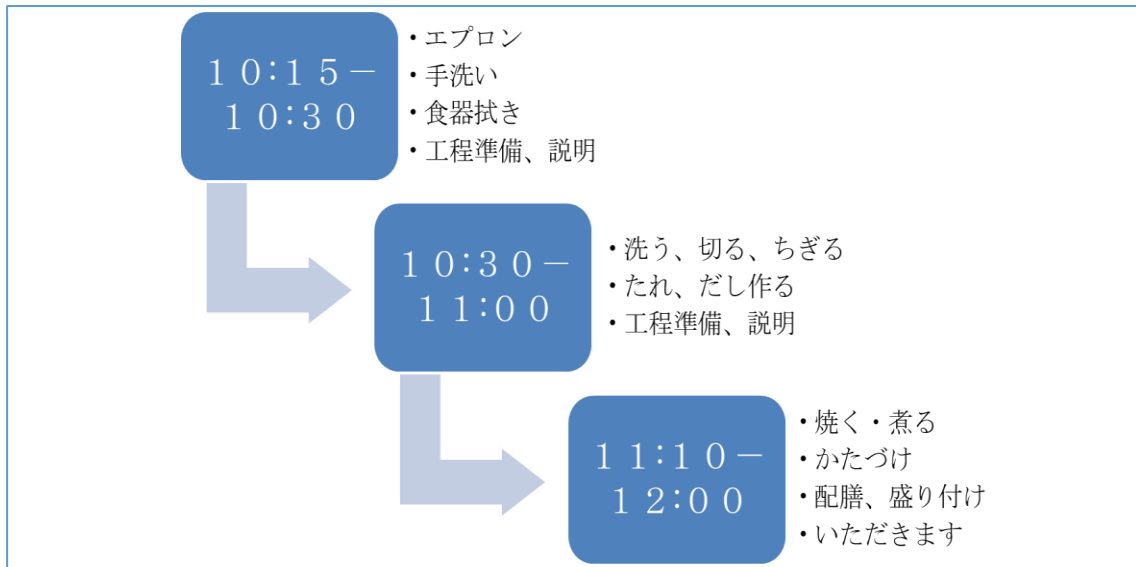 １０:１５－
１０:３０
・エプロン
・手洗い
・食器拭き
・工程準備、説明
１０:３０－
１１:００
・洗う、切る、ちぎる
・たれ、だし作る
・工程準備、説明
１１:１０－
１２:００
・焼く・煮る
・かたづけ
・配膳、盛り付け
・いただきます